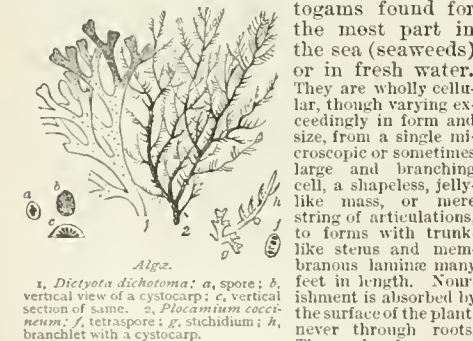 togams found for
the most part in
the sea (seaweeds)
or in fresh water.
They are wholly cellu-
lar, though varying ex-
ceedingly in form and
size, from a single mi-
croscopic or sometimes
large and branching
cell, a shapeless, jelly-
like mass, or mere
string of articulations,
to forms with trunk-
like stems and mem-
branous laminæ many
feet in length. Nour-
ishment is absorbed by
the surface of the plant,
never through roots.
a
b
c
1
2
h
f
Algæ.
1, Dictyota dichotoma: a, spore; b,
vertical view of a cystocarp; c, vertical
section of same. 2, Plocamium cocci-
neum: f, tetraspore; g, stichidium; h,
branchlet with a cystocarp.